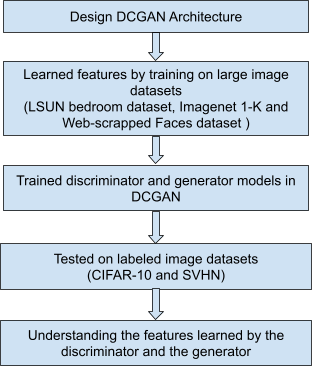 Design DCGAN Architecture
Learned features by training on large image
datasets
(LSUN bedroom dataset, Imagenet 1-K and
Web-scrapped Faces dataset )
Trained discriminator and generator models in
DCGAN
Tested on labeled image datasets
(CIFAR-10 and SVHN)
Understanding the features learned by the
discriminator and the generator